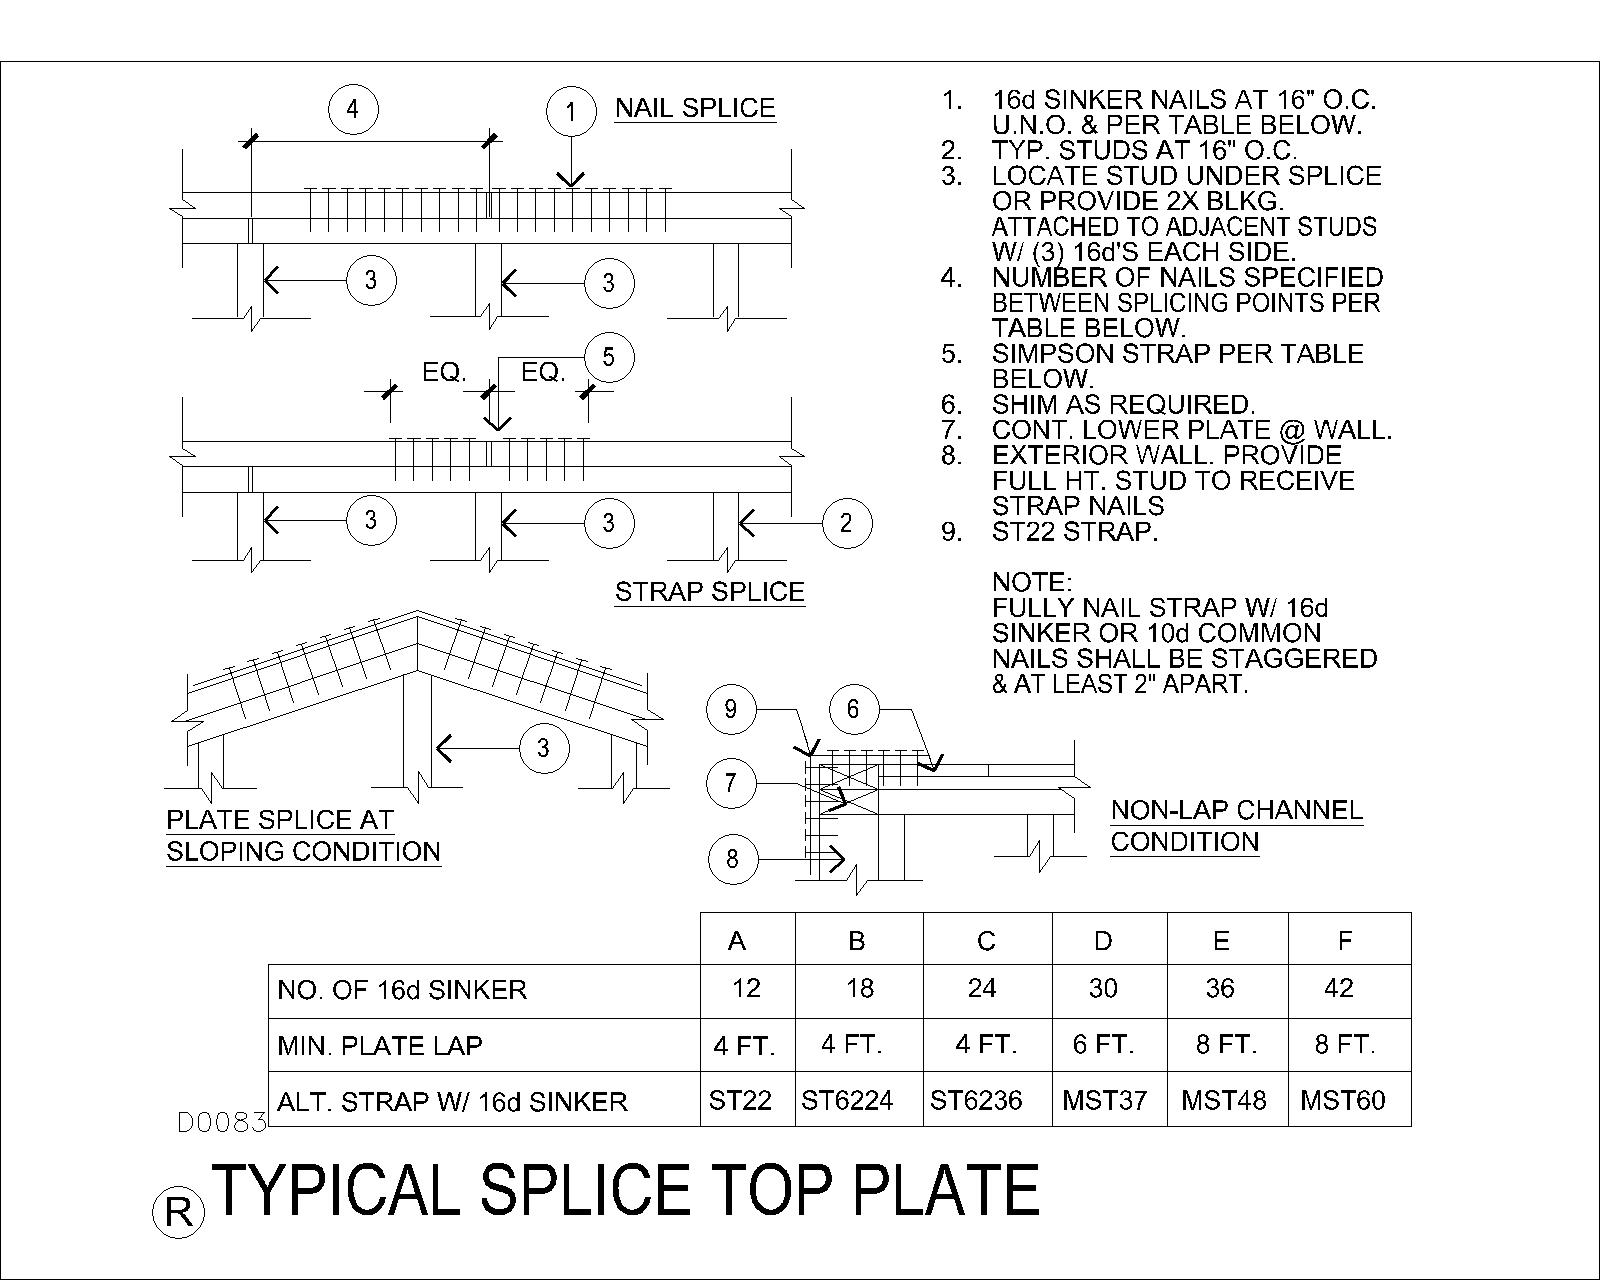 4
1
NAIL SPLICE
3
3
5
EQ.
EQ.
3
3
2
STRAP SPLICE
3
PLATE SPLICE AT
SLOPING CONDITION
1. 16d SINKER NAILS AT 16" O.C.
U.N.O. & PER TABLE BELOW.
2. TYP. STUDS AT 16" O.C.
3. LOCATE STUD UNDER SPLICE
OR PROVIDE 2X BLKG.
ATTACHED TO ADJACENT STUDS
W/ (3) 16d'S EACH SIDE.
4. NUMBER OF NAILS SPECIFIED
BETWEEN SPLICING POINTS PER
TABLE BELOW.
5. SIMPSON STRAP PER TABLE
BELOW.
6. SHIM AS REQUIRED.
7. CONT. LOWER PLATE @ WALL.
8. EXTERIOR WALL. PROVIDE
FULL HT. STUD TO RECEIVE
STRAP NAILS
9. ST22 STRAP.
NOTE:
FULLY NAIL STRAP W/ 16d
SINKER OR 10d COMMON
NAILS SHALL BE STAGGERED
& AT LEAST 2" APART.
9
6
7
8
NON-LAP CHANNEL
CONDITION
A B C D E F
NO. OF 16d SINKER 12 18 24 30 36 42
MIN. PLATE LAP 4 FT. 4 FT. 4 FT. 6 FT. 8 FT. 8 FT.
ALT. STRAP W/ 16d SINKER ST22 ST6224 ST6236 MST37 MST48 MST60
D0083
R TYPICAL SPLICE TOP PLATE